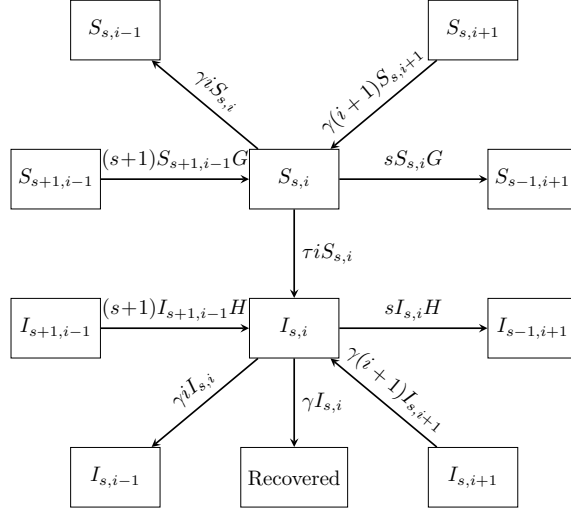 S_{s,i−1}
S_{s,i+1}
γiS_{s,i}
γ(i+1)S_{s,i+1}
S_{s+1,i−1}
(s+1)S_{s+1,i−1}G
S_{s,i}
sS_{s,i}G
S_{s−1,i+1}
τiS_{s,i}
I_{s+1,i−1}
(s+1)I_{s+1,i−1}H
I_{s,i}
sI_{s,i}H
I_{s−1,i+1}
γiI_{s,i}
γI_{s,i}
γ(i+1)I_{s,i+1}
I_{s,i−1}
Recovered
I_{s,i+1}